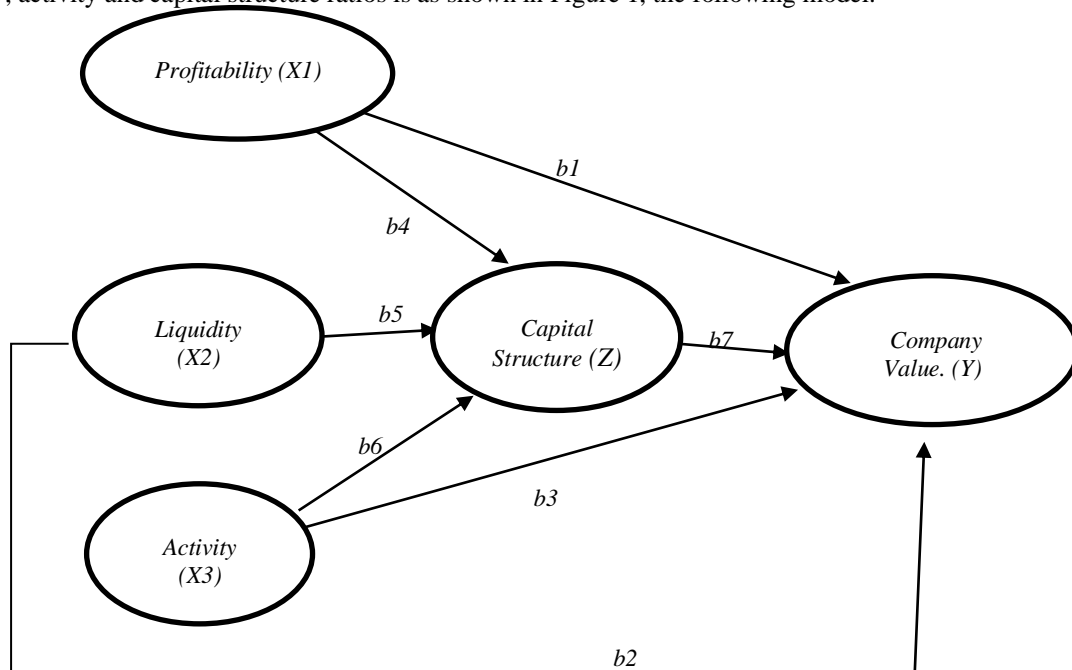 , activity and capital structure ratios is as shown in Figure 1, the following model:
Profitability (X1)
b1
b4
Liquidity
(X2)
b5
Capital
Structure (Z)
b7
Company
Value. (Y)
b6
b3
Activity
(X3)
b2